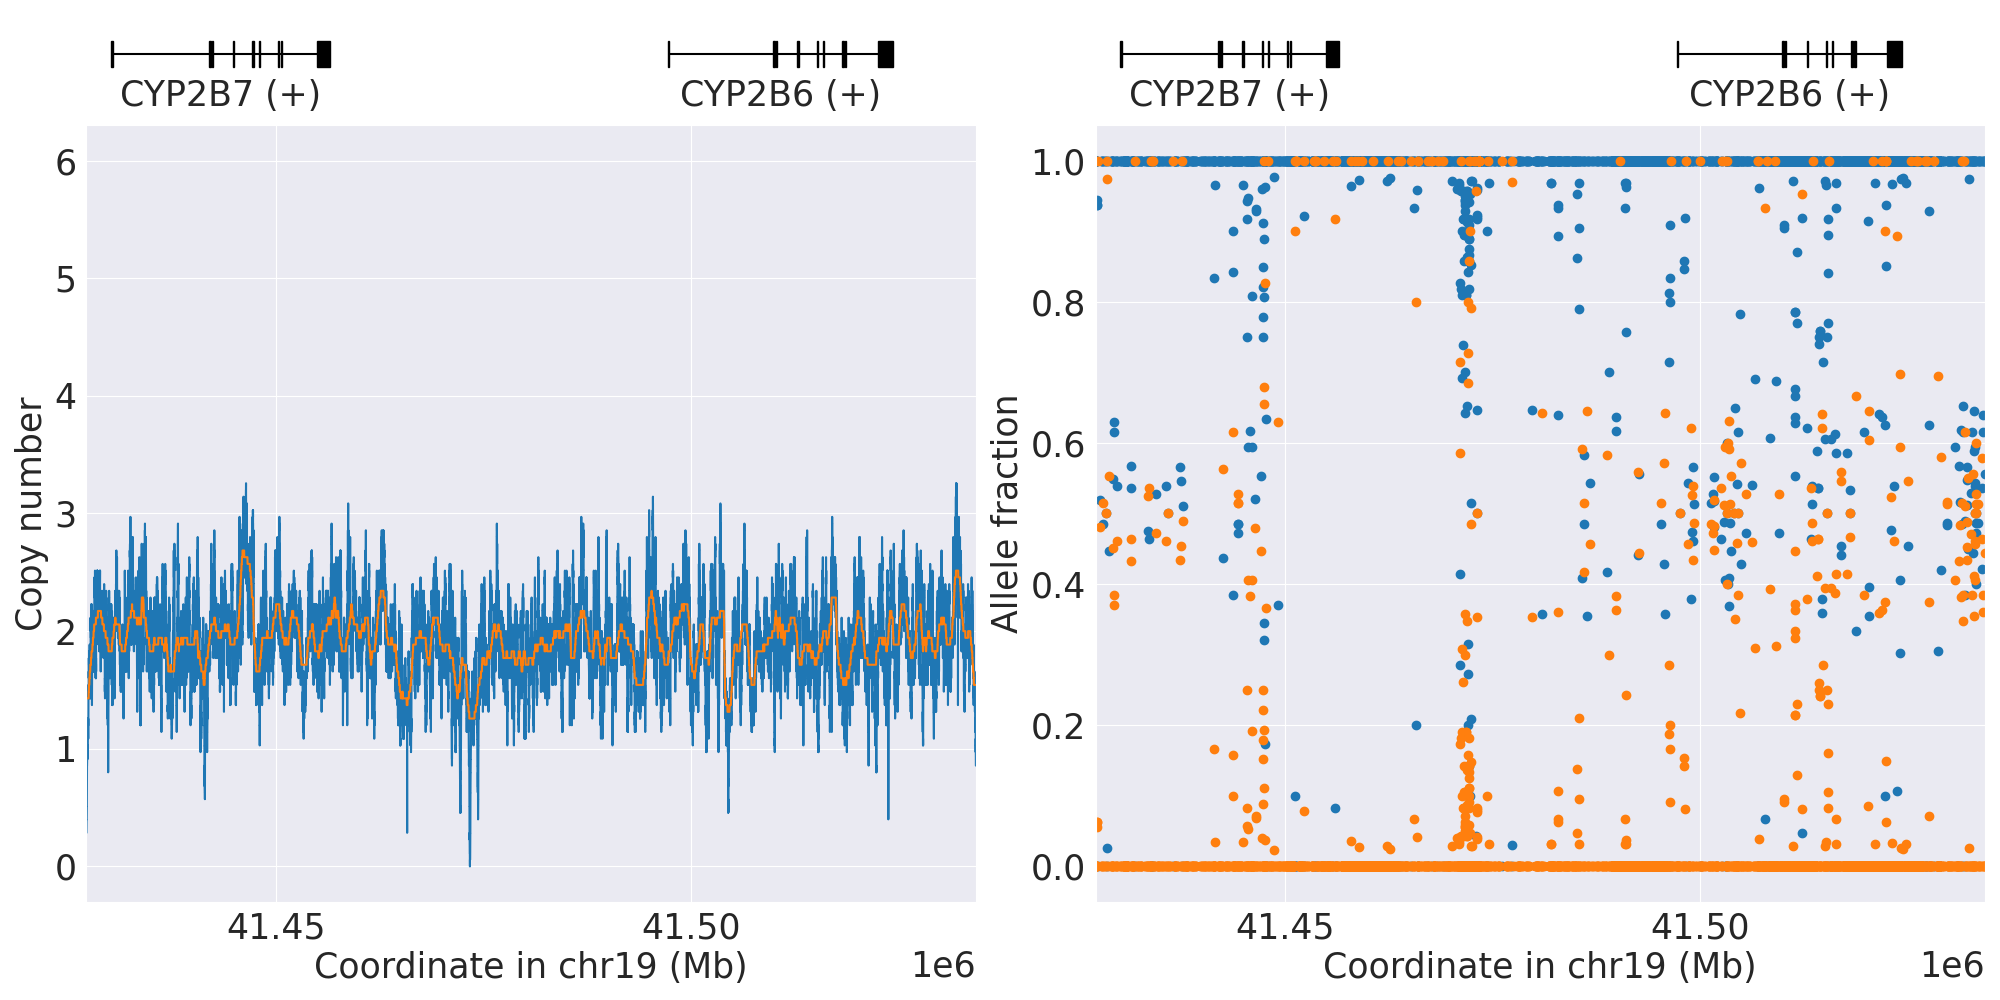 CYP2B7 (+)
CYP2B6 (+)
6
5
4
3
2
1
0
Copy number
41.45
41.50
Coordinate in chr19 (Mb)
1e6
CYP2B7 (+)
CYP2B6 (+)
1.0
0.8
0.6
0.4
0.2
0.0
Allele fraction
41.45
41.50
Coordinate in chr19 (Mb)
1e6